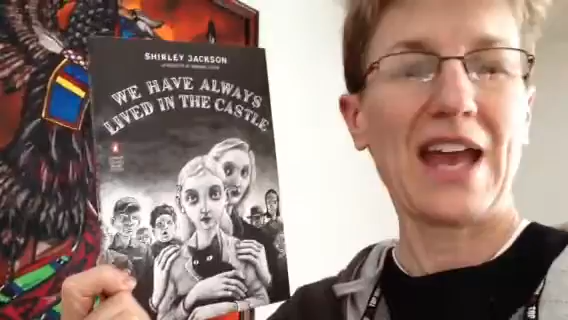 SHIRLEY JACKSON
WE HAVE ALWAYS
LIVED IN THE CASTLE